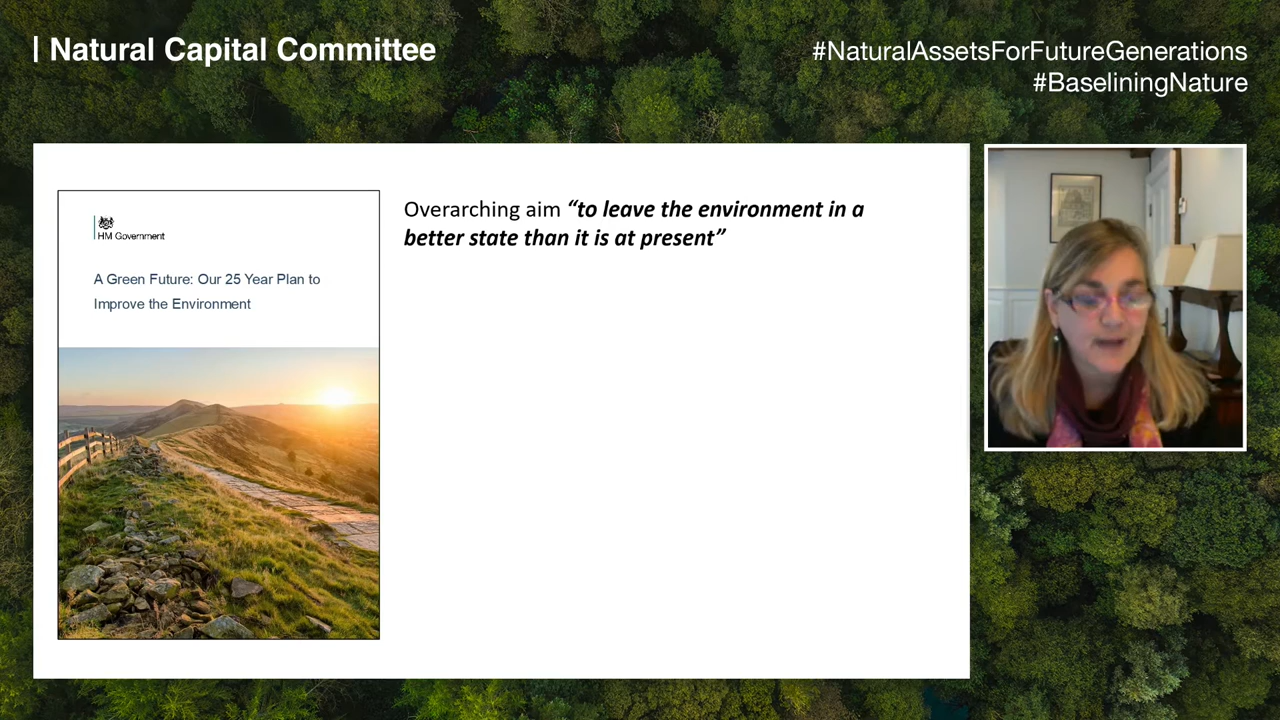 | Natural Capital Committee
#NaturalAssetsForFutureGenerations
#BaseliningNature
HM Government
A Green Future: Our 25 Year Plan to
Improve the Environment
Overarching aim “to leave the environment in a
better state than it is at present”